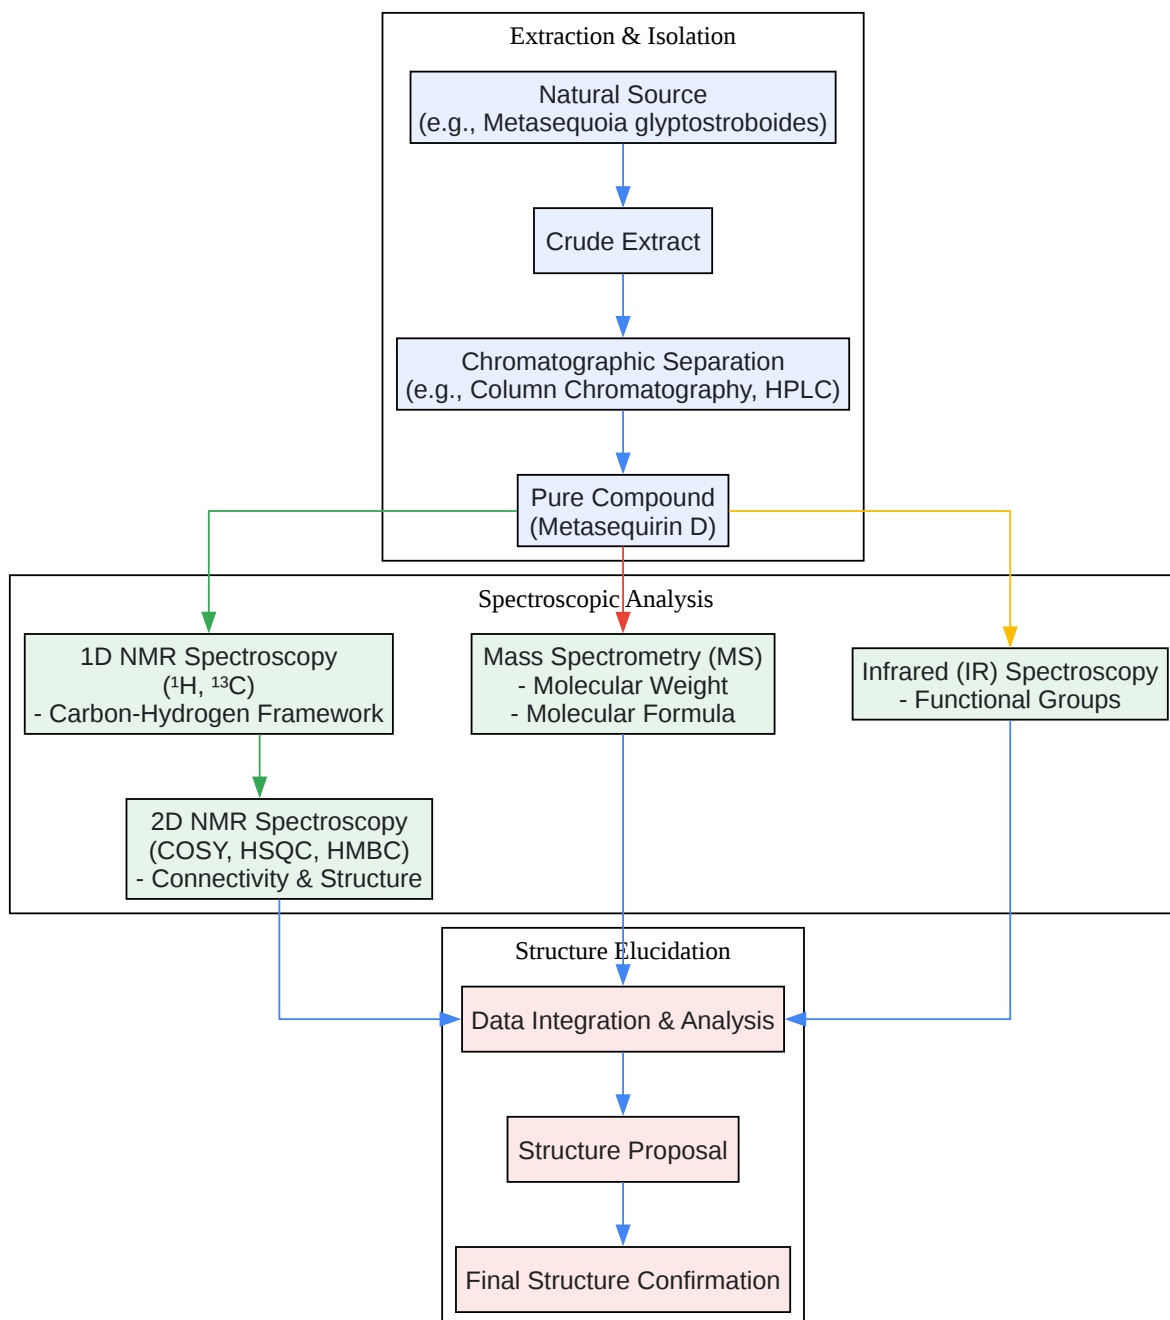 Extraction & Isolation
Natural Source
(e.g., Metasequoia glyptostroboides)
Crude Extract
Chromatographic Separation
(e.g., Column Chromatography, HPLC)
Pure Compound
(Metasequirin D)
Spectroscopic Analysis
1D NMR Spectroscopy
(¹H, ¹³C)
- Carbon-Hydrogen Framework
Mass Spectrometry (MS)
- Molecular Weight
- Molecular Formula
Infrared (IR) Spectroscopy
- Functional Groups
2D NMR Spectroscopy
(COSY, HSQC, HMBC)
- Connectivity & Structure
Structure Elucidation
Data Integration & Analysis
Structure Proposal
Final Structure Confirmation